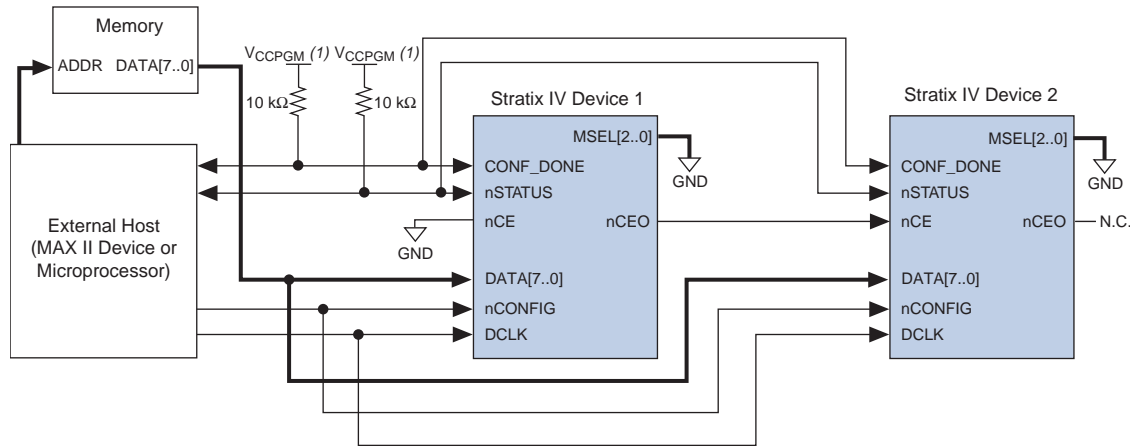 Memory
ADDR DATA[7..0]
VCCPGM (1) VCCPGM (1)
10 kΩ 10 kΩ
Stratix IV Device 1
MSEL[2..0]
GND
CONF_DONE
nSTATUS
nCE nCEO
GND
DATA[7..0]
nCONFIG
DCLK
External Host
(MAX II Device or
Microprocessor)
Stratix IV Device 2
MSEL[2..0]
GND
CONF_DONE
nSTATUS
nCE nCEO N.C.
DATA[7..0]
nCONFIG
DCLK